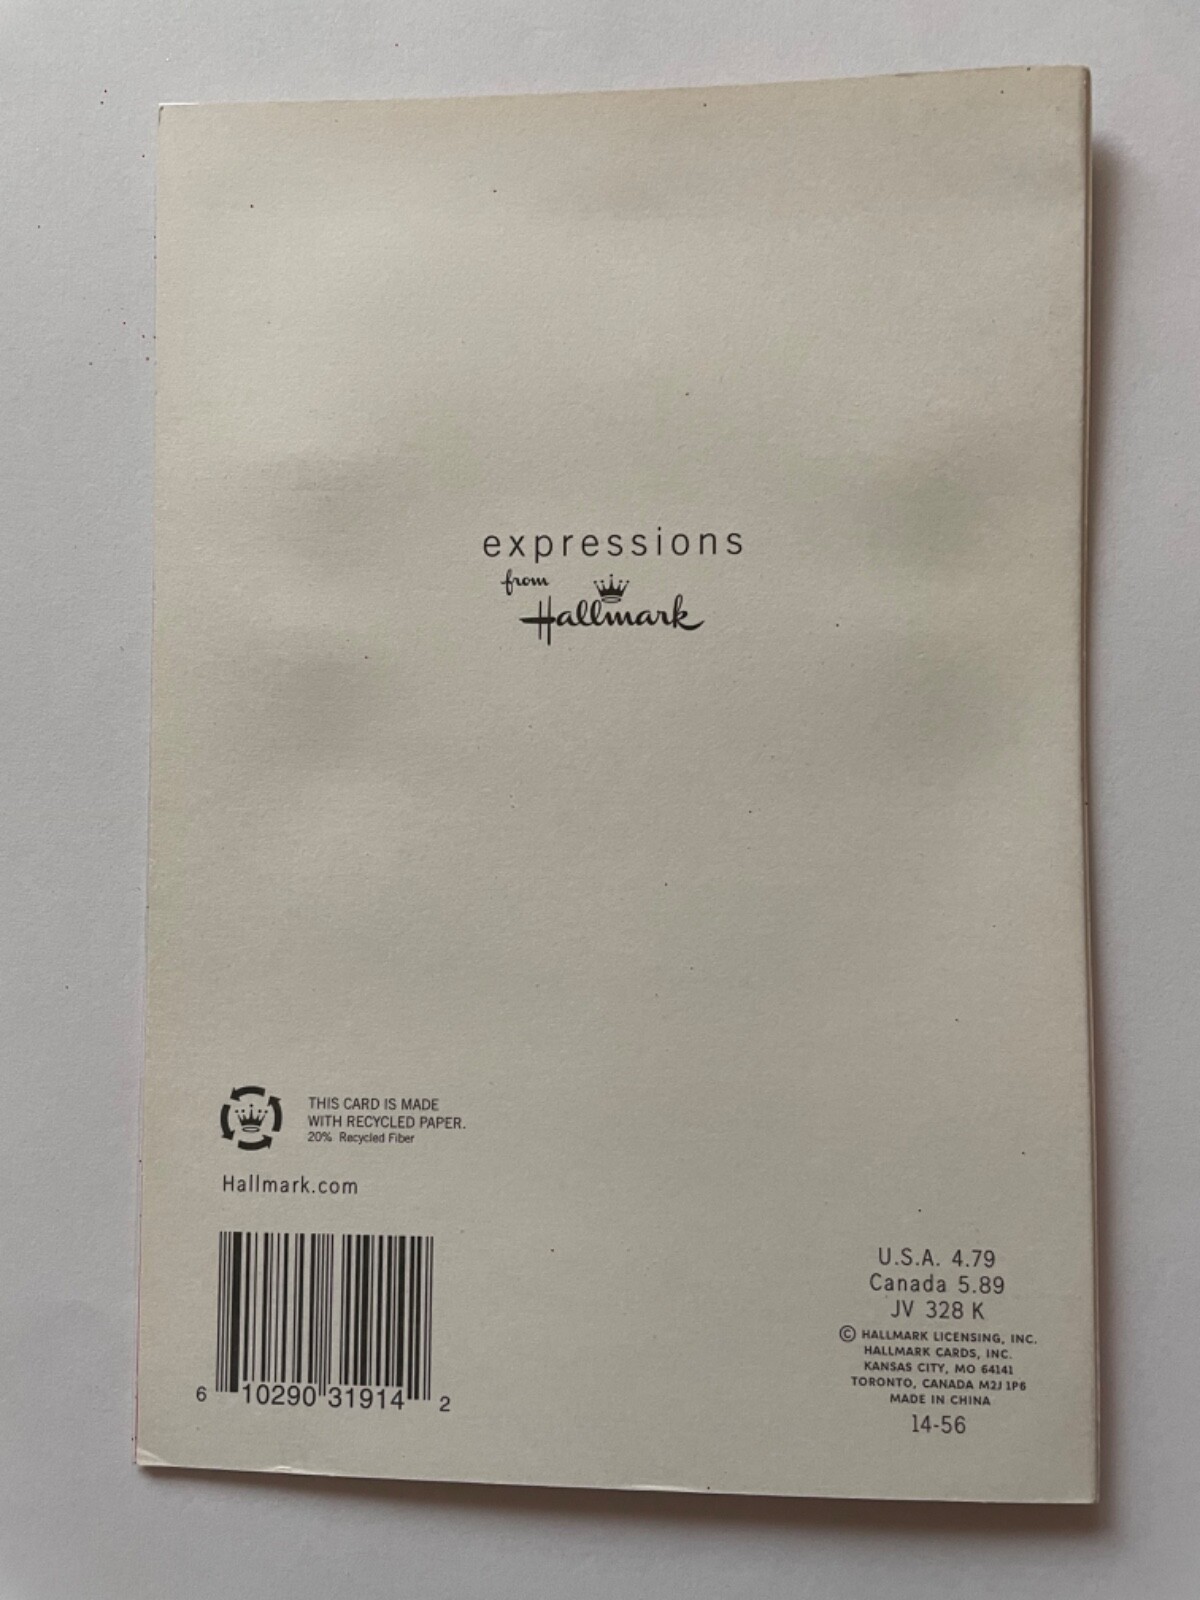 expressions
from
Hallmark
THIS CARD IS MADE
WITH RECYCLED PAPER.
20% Recycled Fiber
Hallmark.com
6 10290 31914 2
U.S.A. 4.79
Canada 5.89
JV 328 K
© HALLMARK LICENSING, INC.
HALLMARK CARDS, INC.
KANSAS CITY, MO 64141
TORONTO, CANADA M2J 1P6
MADE IN CHINA
14-56